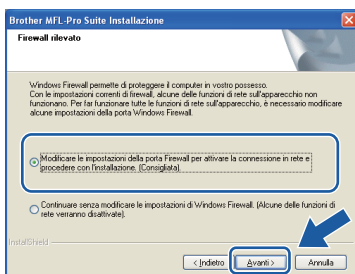 Brother MFL-Pro Suite Installazione
Firewall rilevato
Windows Firewall permette di proteggere il computer in vostro possesso.
Con le impostazioni correnti di firewall, alcune delle funzioni di rete sull'apparecchio non
funzionano. Per far funzionare tutte le funzioni di rete sull'apparecchio, è necessario modificare
alcune impostazioni della porta Windows Firewall.
Modificare le impostazioni della porta Firewall per attivare la connessione in rete e
procedere con l'installazione. (Consigliata).
Continuare senza modificare le impostazioni di Windows Firewall. (Alcune delle funzioni di
rete verranno disattivate).
InstallShield
< Indietro
Avanti >
Annulla